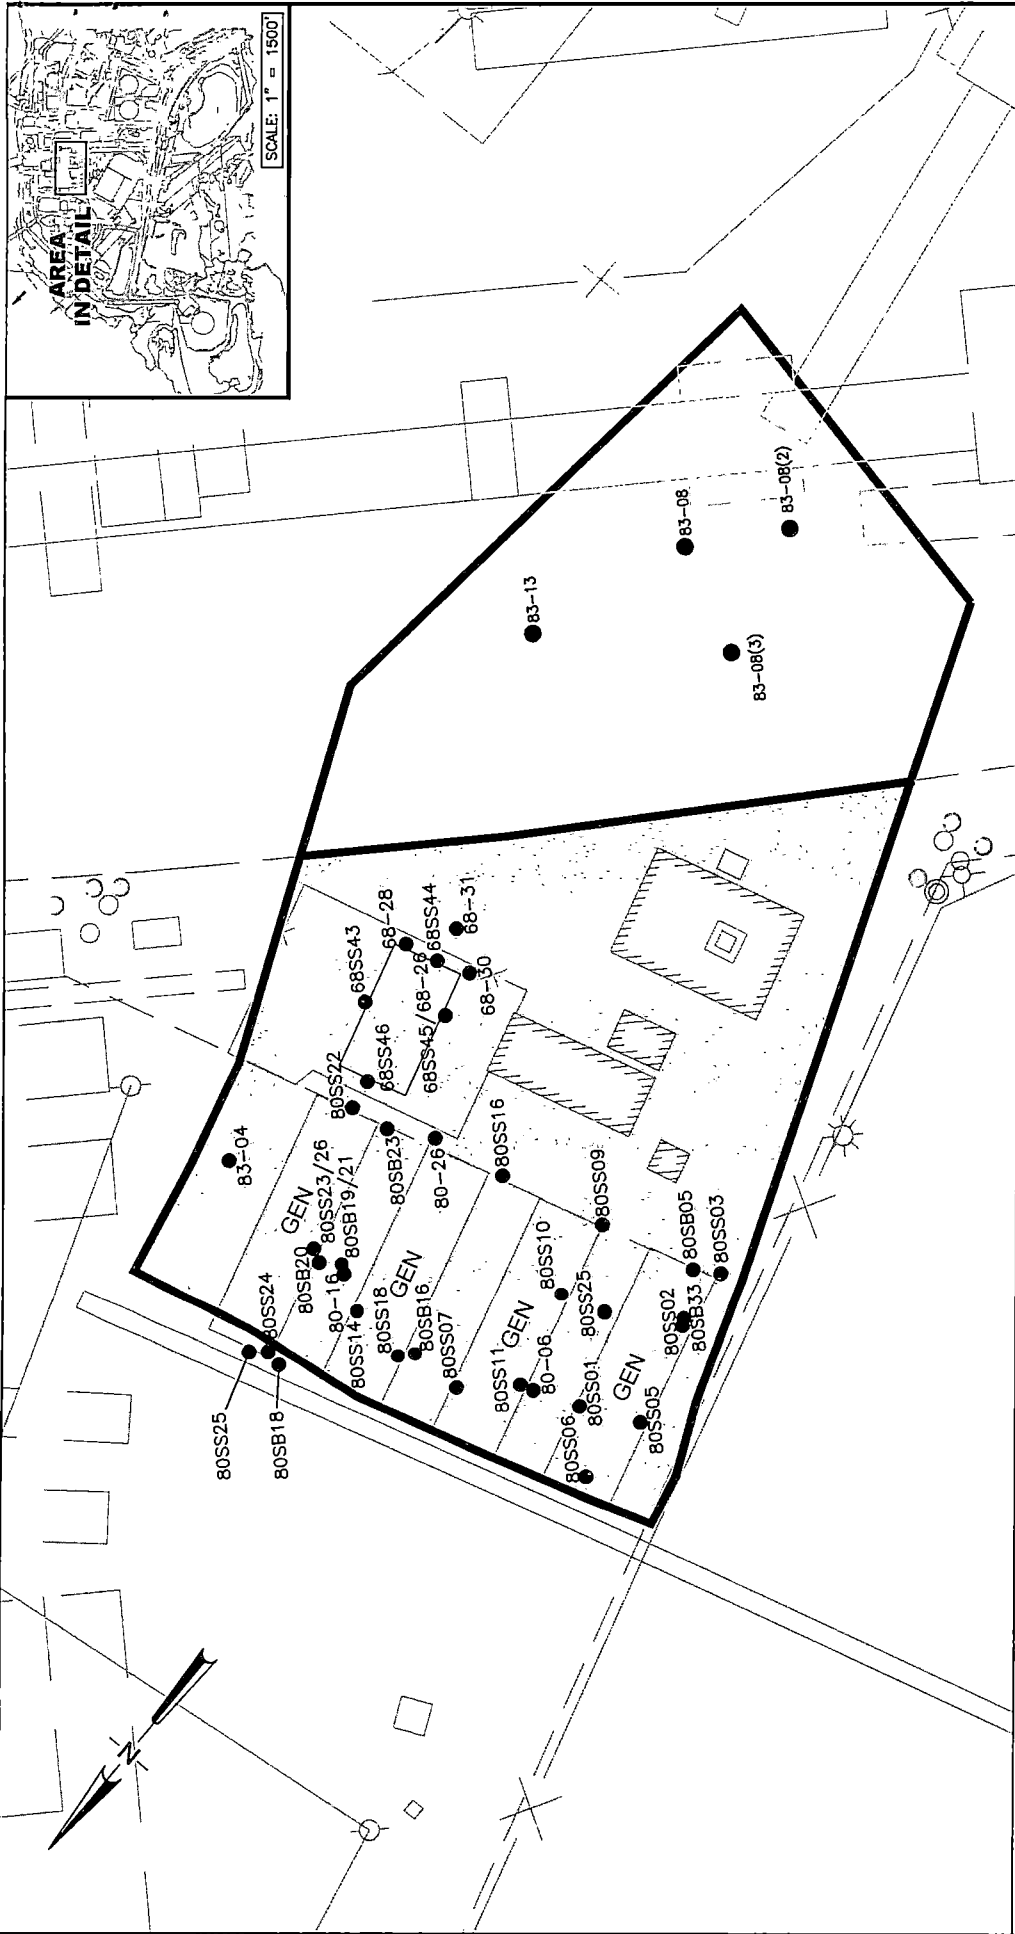 AREA
IN DETAIL
SCALE: 1" = 1500'
83-13
83-08
83-08(2)
83-08(3)
68SS43
68-28
68SS44
68-31
68SS45/68-26
68-30
68SS46
80SS22
80SB23
80-26
83-04
GEN
80SS23/26
80SB19/21
80SB20
80-16
80SS14
80SS24
80SS25
80SB18
80SS18
GEN
80SB16
80SS07
80SS16
80SS09
80SS10
GEN
80SS25
80SS11
80-06
80SS01
80SS06
GEN
80SS05
80SB05
80SS03
80SS02
80SB33
N